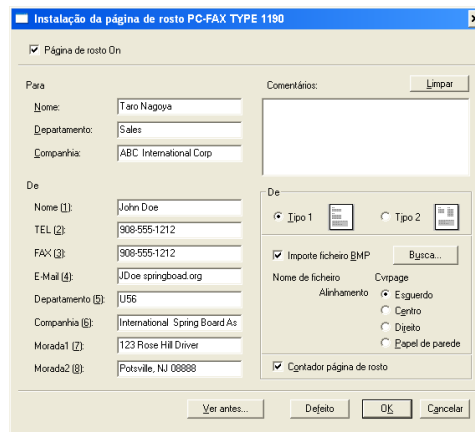 Instalação da página de rosto PC-FAX TYPE 1190
Página de rosto On
Para
Nome: Taro Nagoya
Departamento: Sales
Companhia: ABC International Corp
Comentários: Limpar
De
Nome (1): John Doe
TEL (2): 908-555-1212
FAX (3): 908-555-1212
E-Mail (4): JDoe springboad.org
Departamento (5): U56
Companhia (6): International Spring Board As
Morada1 (7): 123 Rose Hill Driver
Morada2 (8): Potsville, NJ 08888
De
Tipo 1 Tipo 2
Importe ficheiro BMP Busca...
Nome de ficheiro Cvrpage
Alinhamento Esguerdo
Centro
Direito
Papel de parede
Contador página de rosto
Ver antes... Defeito OK Cancelar